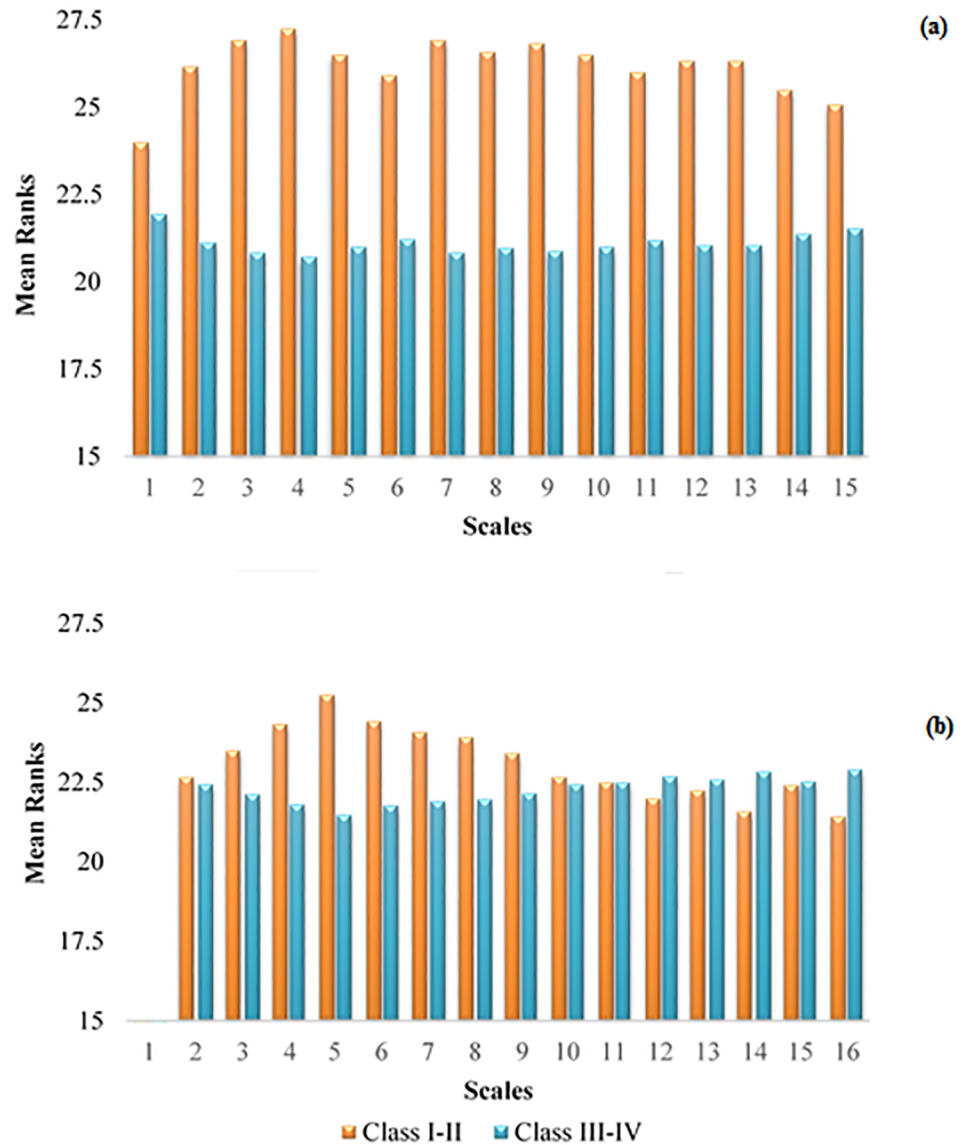 (a)
27.5
25
22.5
20
17.5
15
Mean Ranks
1 2 3 4 5 6 7 8 9 10 11 12 13 14 15
Scales
(b)
27.5
25
22.5
20
17.5
15
Mean Ranks
1 2 3 4 5 6 7 8 9 10 11 12 13 14 15 16
Scales
Class I-II Class III-IV